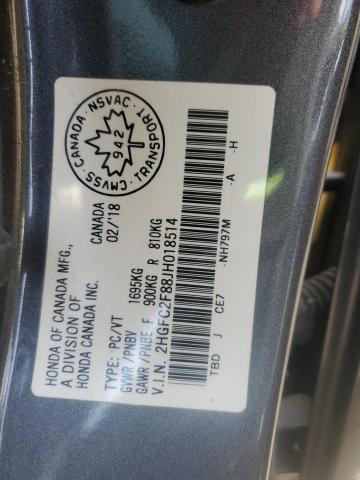 HONDA OF CANADA MFG.,
A DIVISION OF
HONDA CANADA INC.
CANADA
02/'18
CANADA · NSVAC · TRANSPORT · CMVSS
942
TYPE: PC/VT
GVWR/PNBV 1695KG
GAWR/PNBE F 900KG R 810KG
V.I.N. 2HGFC2F88JH018514
TBD J CE7 -NH797M -A -H